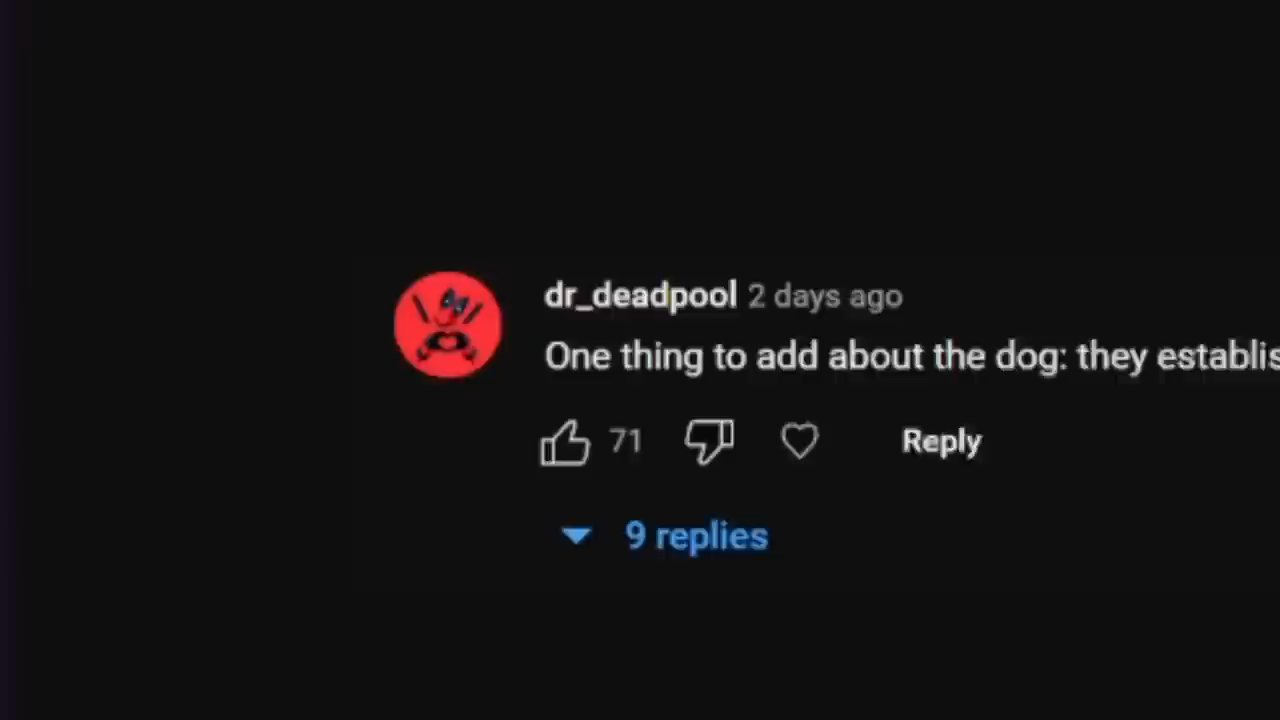 dr_deadpool 2 days ago
One thing to add about the dog: they establis
71 Reply
9 replies